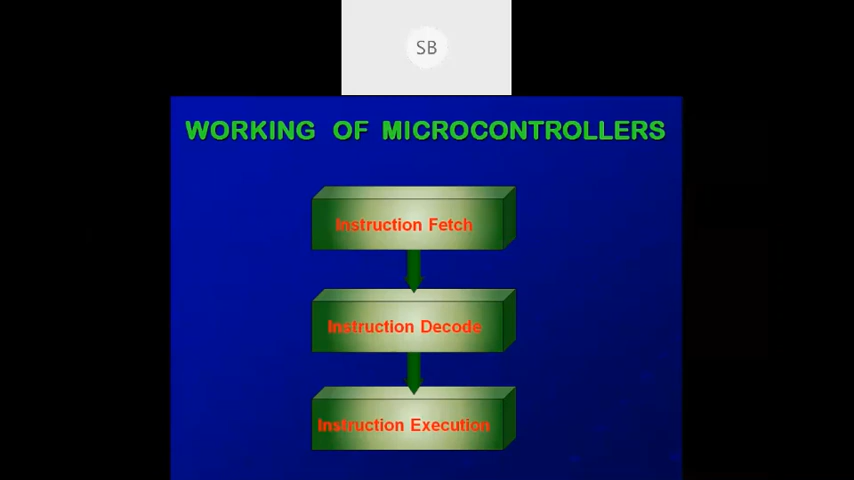 SB
WORKING OF MICROCONTROLLERS
Instruction Fetch
Instruction Decode
Instruction Execution